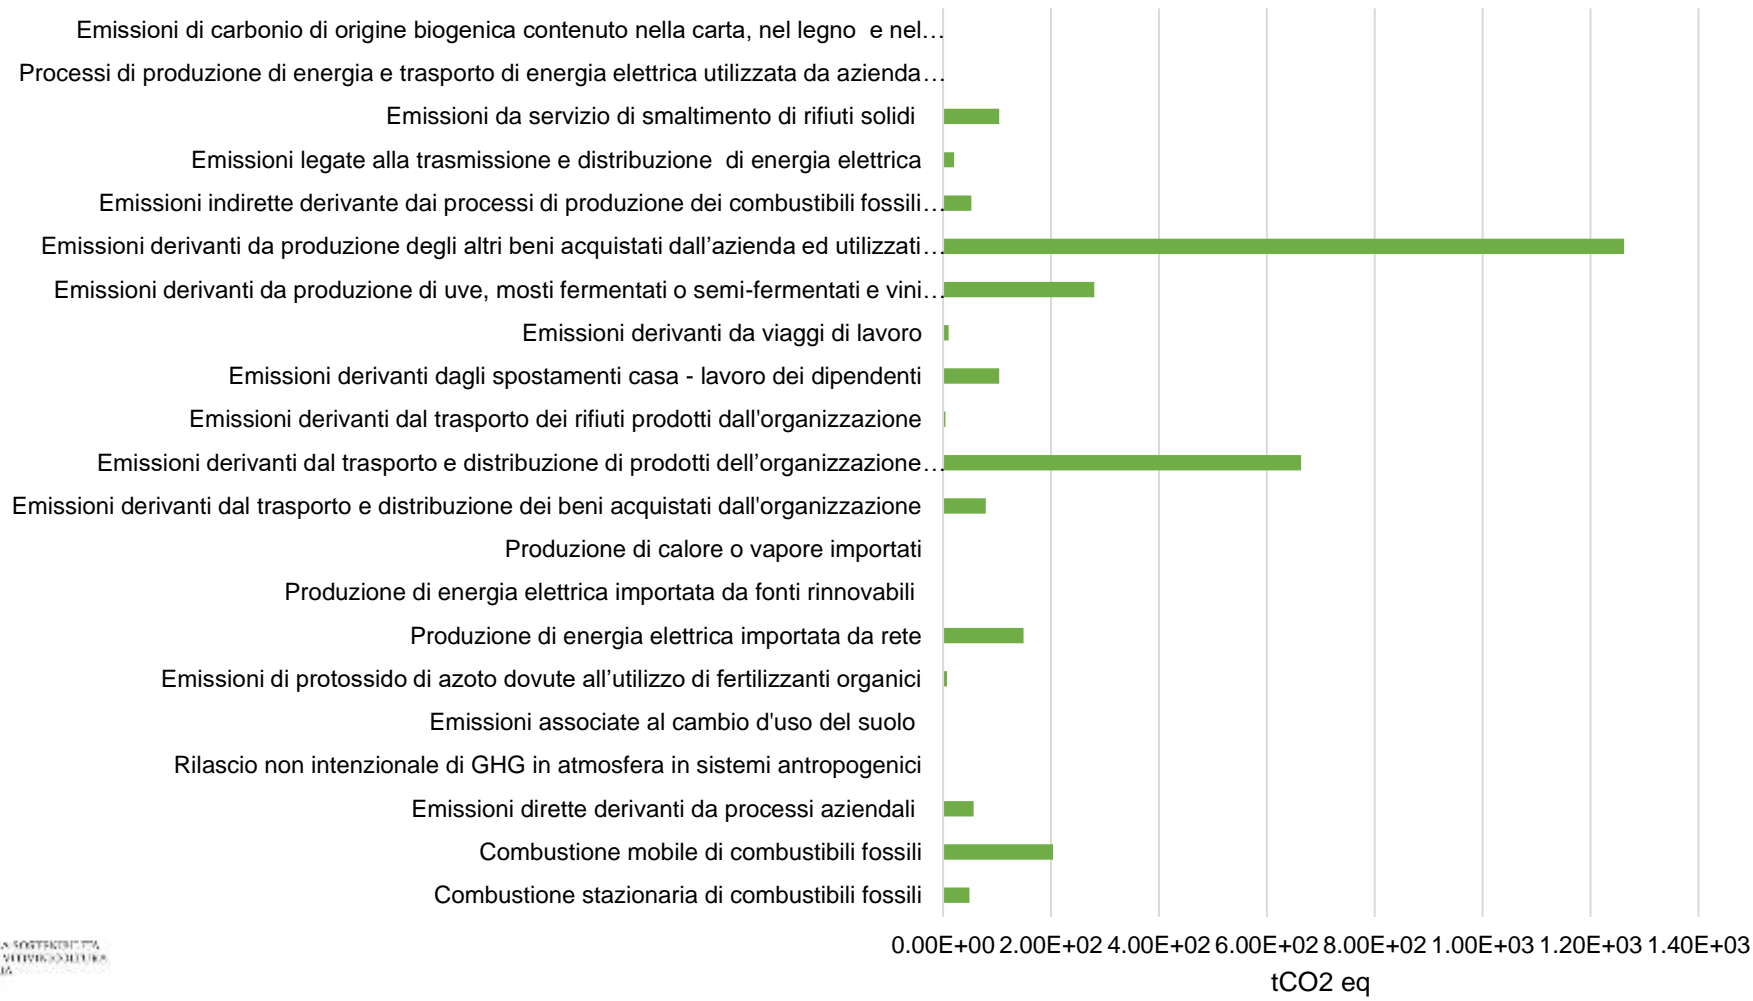 Emissioni di carbonio di origine biogenica contenuto nella carta, nel legno  e nel…
Processi di produzione di energia e trasporto di energia elettrica utilizzata da azienda…
Emissioni da servizio di smaltimento di rifiuti solidi
Emissioni legate alla trasmissione e distribuzione  di energia elettrica
Emissioni indirette derivante dai processi di produzione dei combustibili fossili…
Emissioni derivanti da produzione degli altri beni acquistati dall’azienda ed utilizzati…
Emissioni derivanti da produzione di uve, mosti fermentati o semi-fermentati e vini…
Emissioni derivanti da viaggi di lavoro
Emissioni derivanti dagli spostamenti casa - lavoro dei dipendenti
Emissioni derivanti dal trasporto dei rifiuti prodotti dall'organizzazione
Emissioni derivanti dal trasporto e distribuzione di prodotti dell’organizzazione…
Emissioni derivanti dal trasporto e distribuzione dei beni acquistati dall'organizzazione
Produzione di calore o vapore importati
Produzione di energia elettrica importata da fonti rinnovabili
Produzione di energia elettrica importata da rete
Emissioni di protossido di azoto dovute all’utilizzo di fertilizzanti organici
Emissioni associate al cambio d'uso del suolo
Rilascio non intenzionale di GHG in atmosfera in sistemi antropogenici
Emissioni dirette derivanti da processi aziendali
Combustione mobile di combustibili fossili
Combustione stazionaria di combustibili fossili
0.00E+00 2.00E+02 4.00E+02 6.00E+02 8.00E+02 1.00E+03 1.20E+03 1.40E+03
tCO2 eq